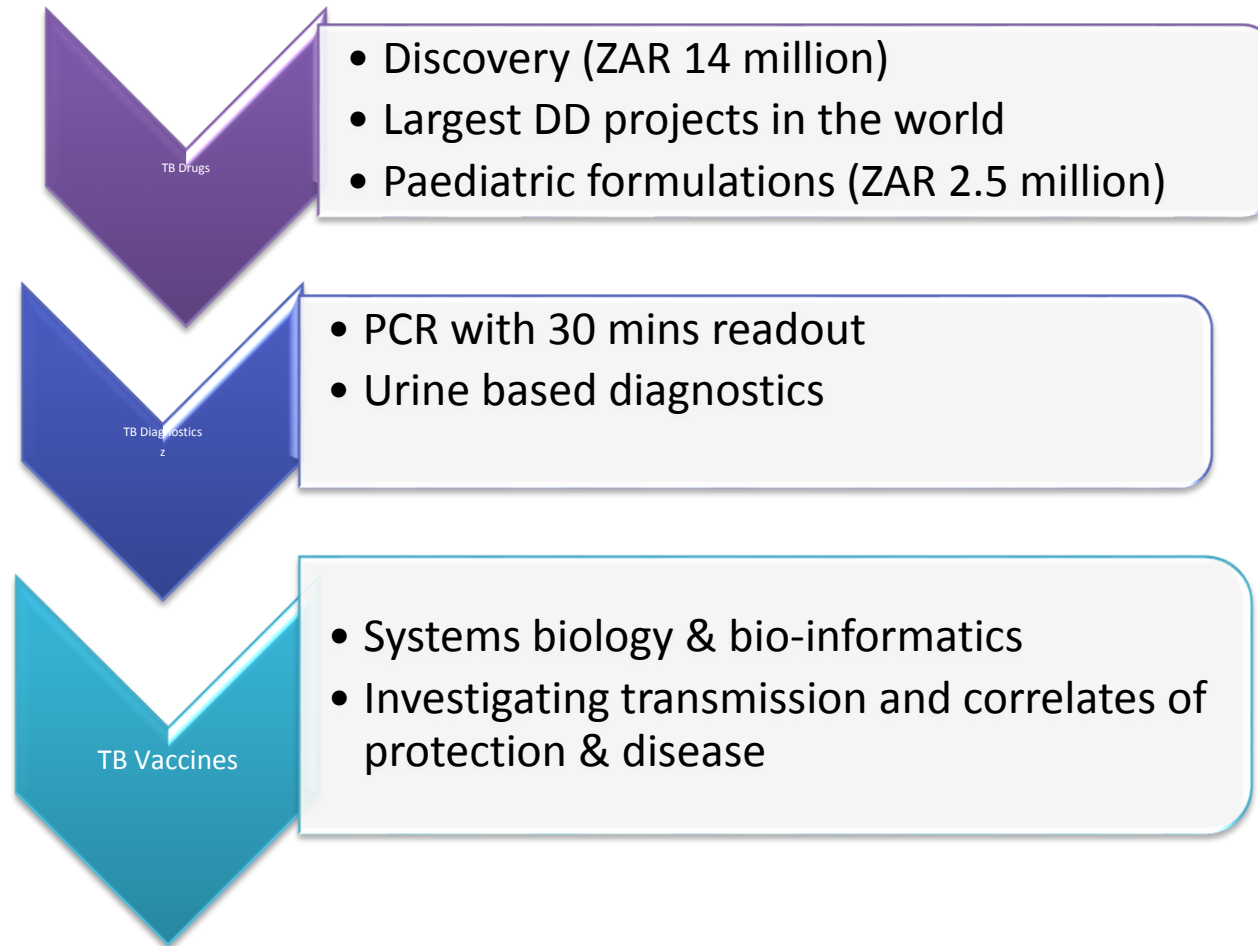 TB Drugs
• Discovery (ZAR 14 million)
• Largest DD projects in the world
• Paediatric formulations (ZAR 2.5 million)
TB Diagnostics
z
• PCR with 30 mins readout
• Urine based diagnostics
TB Vaccines
• Systems biology & bio-informatics
• Investigating transmission and correlates of
protection & disease